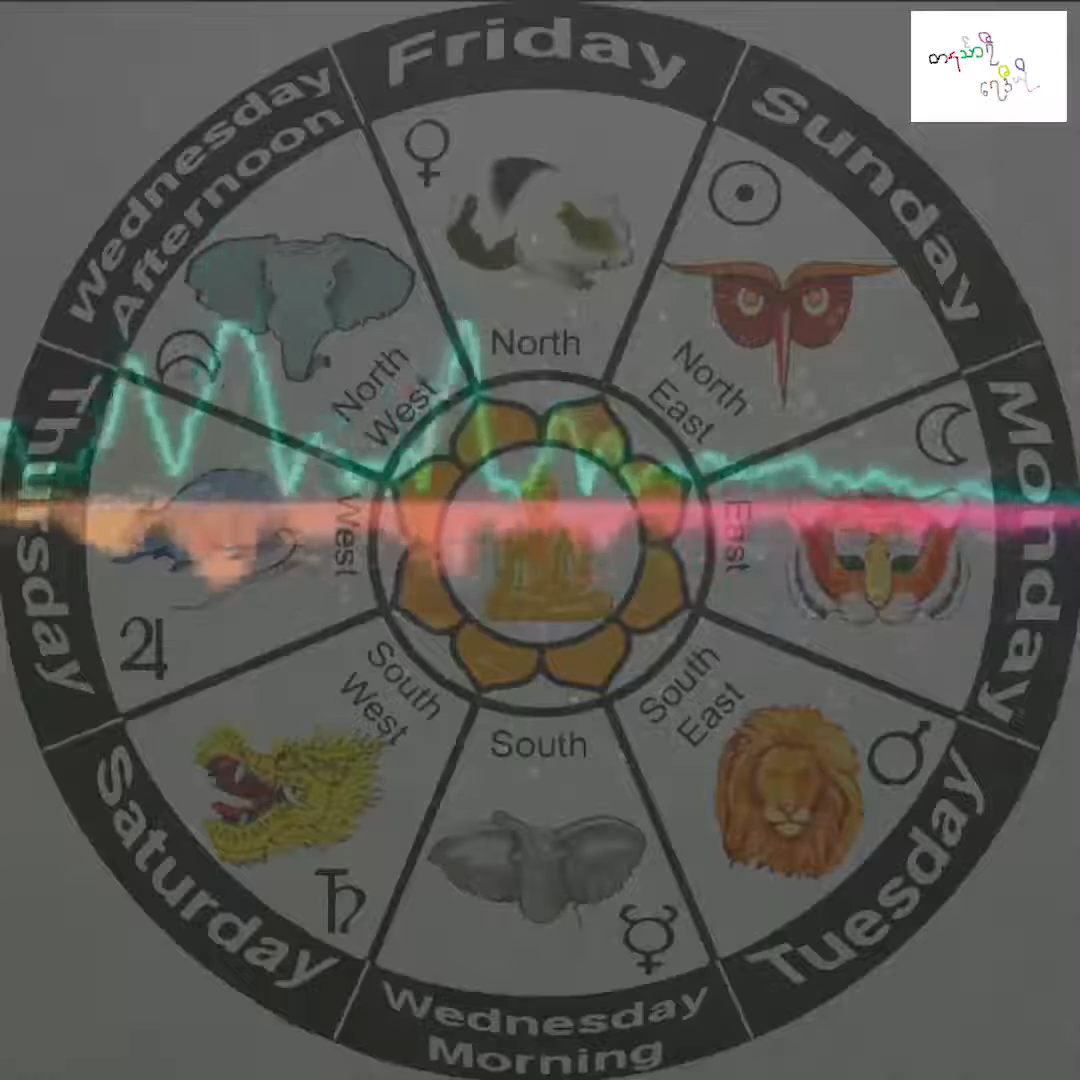 Friday
Sunday
Monday
Tuesday
Wednesday
Morning
Saturday
Thursday
Wednesday
Afternoon
North
North
East
East
South
East
South
South
West
West
North
West